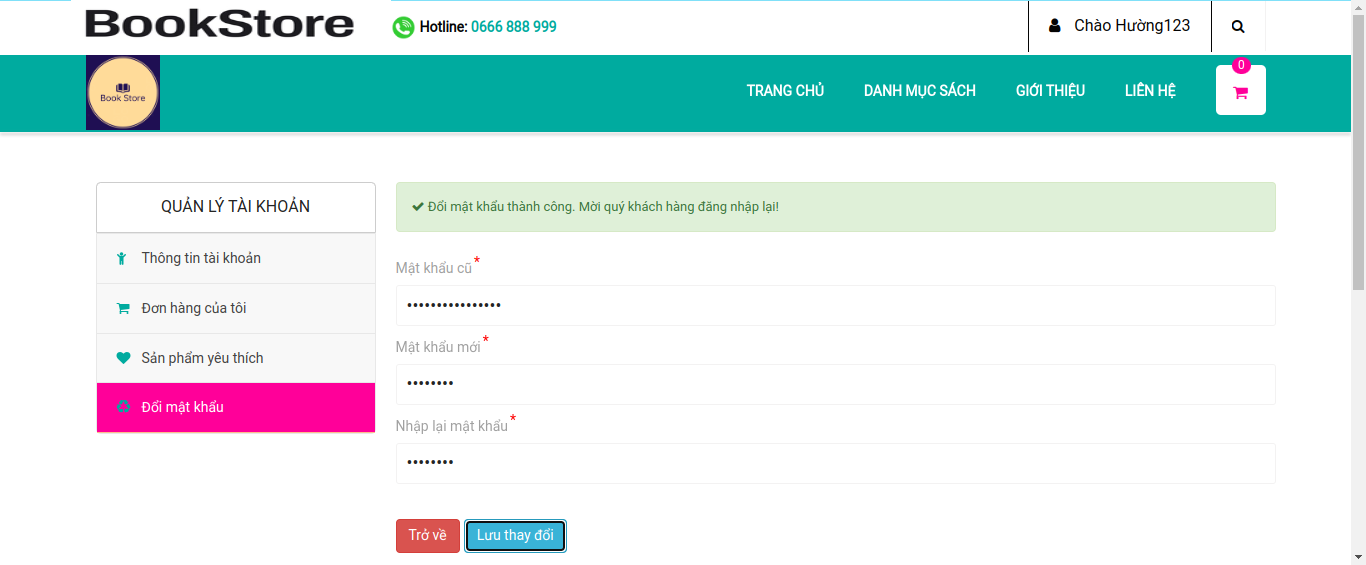 BookStore
Hotline: 0666 888 999
Chào Hường123
Book Store
TRANG CHỦ
DANH MỤC SÁCH
GIỚI THIỆU
LIÊN HỆ
0
QUẢN LÝ TÀI KHOẢN
Thông tin tài khoản
Đơn hàng của tôi
Sản phẩm yêu thích
Đổi mật khẩu
Đổi mật khẩu thành công. Mời quý khách hàng đăng nhập lại!
Mật khẩu cũ*
••••••••••••••••
Mật khẩu mới*
••••••••
Nhập lại mật khẩu*
••••••••
Trở về
Lưu thay đổi